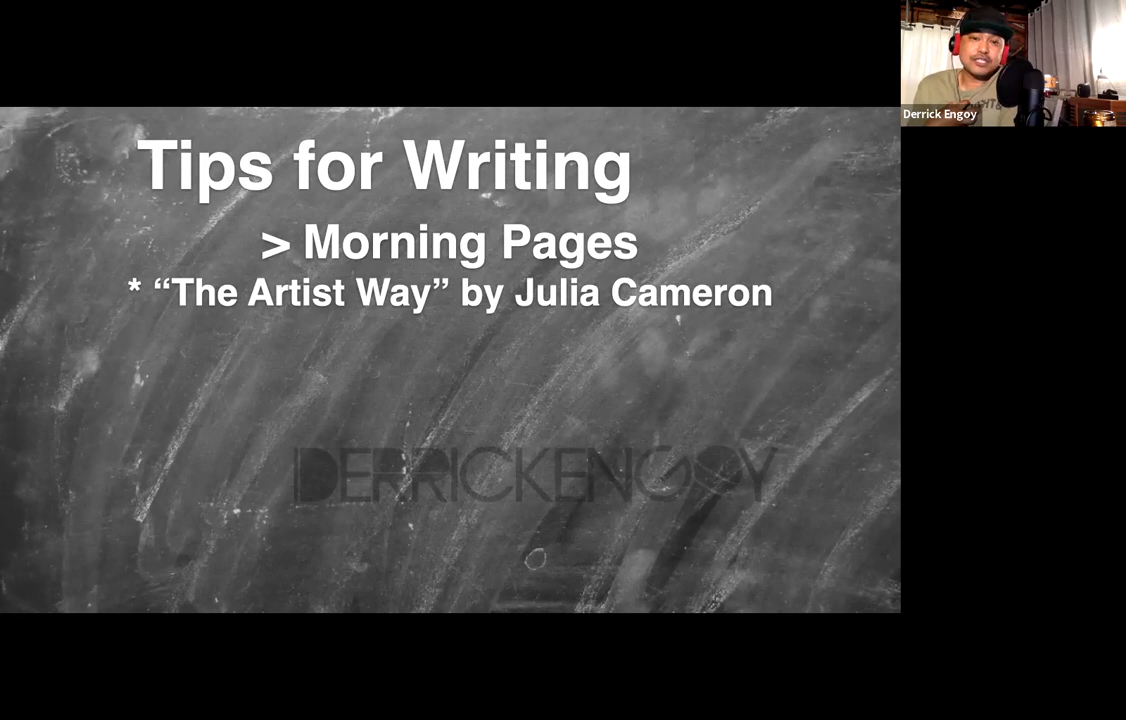 Tips for Writing
> Morning Pages
* “The Artist Way” by Julia Cameron
DERRICKENGOY
Derrick Engoy